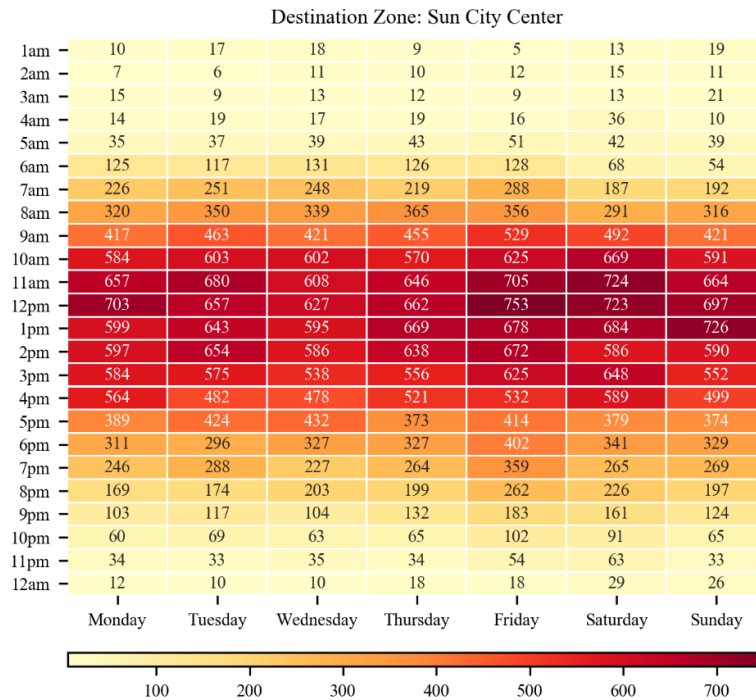 Destination Zone: Sun City Center
1am 10 17 18 9 5 13 19
2am 7 6 11 10 12 15 11
3am 15 9 13 12 9 13 21
4am 14 19 17 19 16 36 10
5am 35 37 39 43 51 42 39
6am 125 117 131 126 128 68 54
7am 226 251 248 219 288 187 192
8am 320 350 339 365 356 291 316
9am 417 463 421 455 529 492 421
10am 584 603 602 570 625 669 591
11am 657 680 608 646 705 724 664
12pm 703 657 627 662 753 723 697
1pm 599 643 595 669 678 684 726
2pm 597 654 586 638 672 586 590
3pm 584 575 538 556 625 648 552
4pm 564 482 478 521 532 589 499
5pm 389 424 432 373 414 379 374
6pm 311 296 327 327 402 341 329
7pm 246 288 227 264 359 265 269
8pm 169 174 203 199 262 226 197
9pm 103 117 104 132 183 161 124
10pm 60 69 63 65 102 91 65
11pm 34 33 35 34 54 63 33
12am 12 10 10 18 18 29 26
Monday Tuesday Wednesday Thursday Friday Saturday Sunday
100 200 300 400 500 600 700